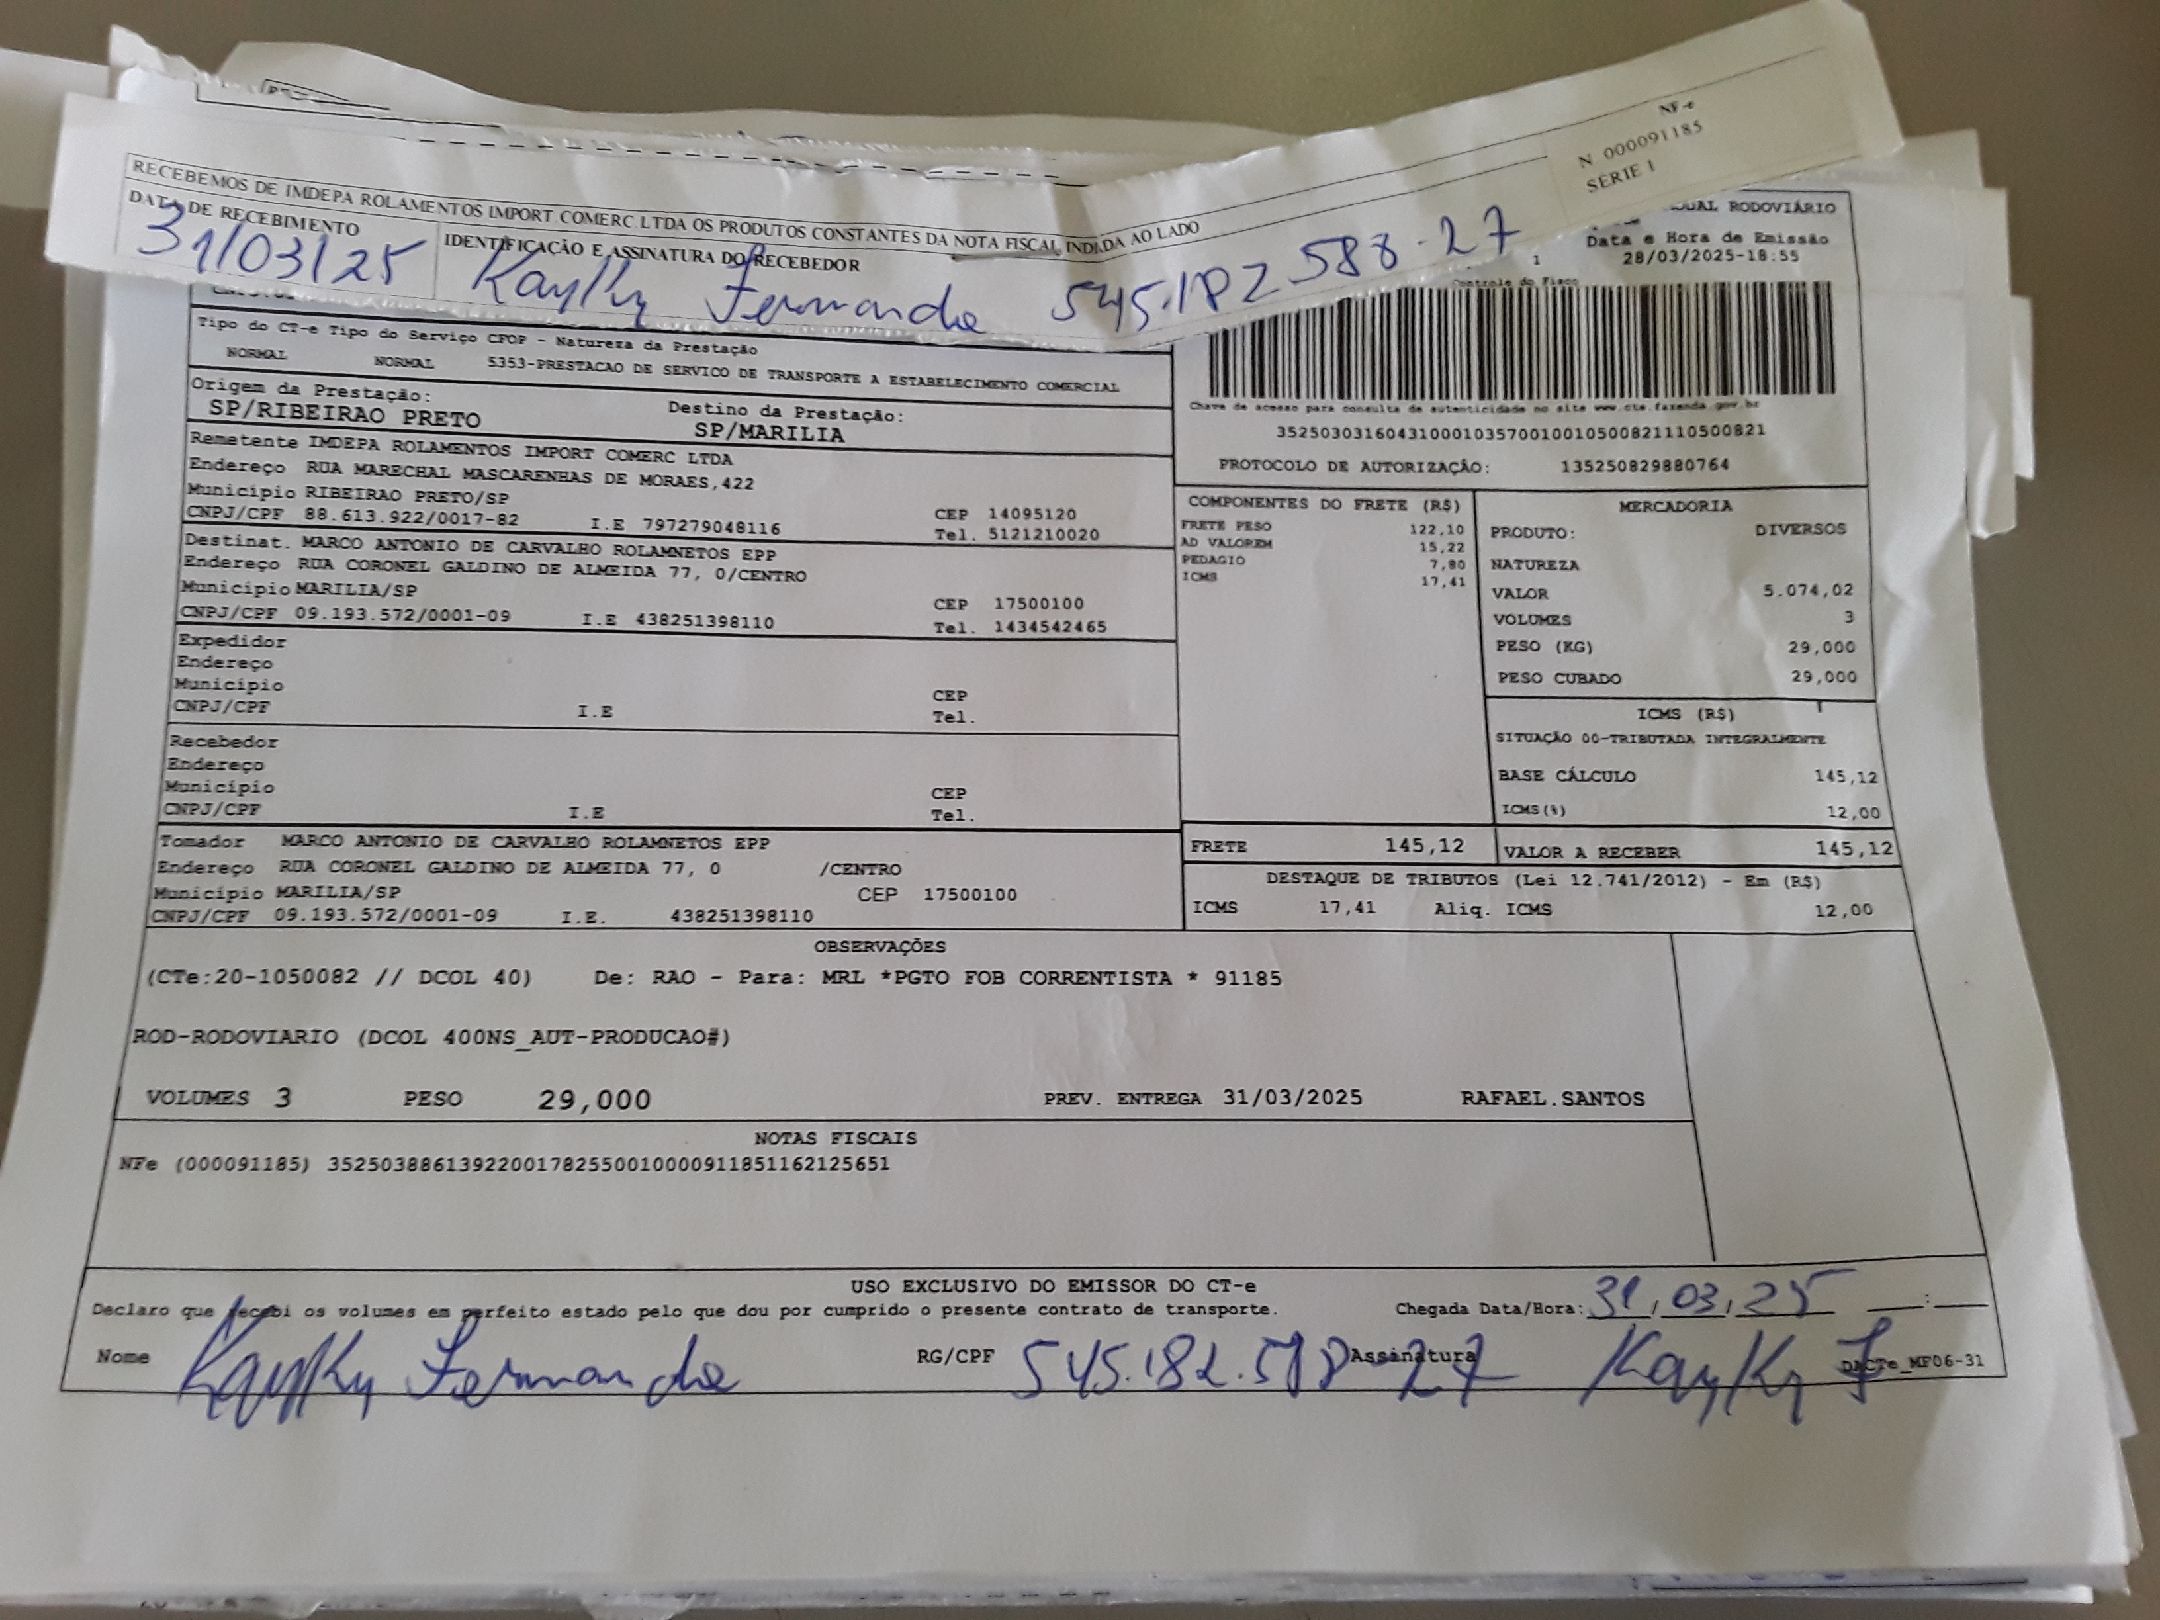 RECEBEMOS DE IMDEPA ROLAMENTOS IMPORT.COMERC.LTDA OS PRODUTOS CONSTANTES DA NOTA FISCAL INDIADA AO LADO
NF-e
N 000091185
SERIE 1
DATA DE RECEBIMENTO
31/03/25
IDENTIFICAÇÃO E ASSINATURA DO RECEBEDOR
Kaylky Fernando 545.182 588-27
RODOVIÁRIO
Data e Hora de Emissão
1 28/03/2025-18:55
Controle do Fisco
Tipo do CT-e Tipo do Serviço CFOP - Natureza da Prestação
NORMAL NORMAL 5353-PRESTACAO DE SERVICO DE TRANSPORTE A ESTABELECIMENTO COMERCIAL
Origem da Prestação: Destino da Prestação:
SP/RIBEIRAO PRETO SP/MARILIA
Chave de acesso para consulta de autenticidade no site www.cte.fazenda.gov.br
35250303160431000103570010010500821110500821
PROTOCOLO DE AUTORIZAÇÃO: 135250829880764
Remetente IMDEPA ROLAMENTOS IMPORT COMERC LTDA
Endereço RUA MARECHAL MASCARENHAS DE MORAES,422
Município RIBEIRAO PRETO/SP CEP 14095120
CNPJ/CPF 88.613.922/0017-82 I.E 797279048116 Tel. 5121210020
Destinat. MARCO ANTONIO DE CARVALHO ROLAMNETOS EPP
Endereço RUA CORONEL GALDINO DE ALMEIDA 77, 0/CENTRO
Município MARILIA/SP CEP 17500100
CNPJ/CPF 09.193.572/0001-09 I.E 438251398110 Tel. 1434542465
Expedidor
Endereço
Município CEP
CNPJ/CPF I.E Tel.
Recebedor
Endereço
Município CEP
CNPJ/CPF I.E Tel.
Tomador MARCO ANTONIO DE CARVALHO ROLAMNETOS EPP
Endereço RUA CORONEL GALDINO DE ALMEIDA 77, 0 /CENTRO
Município MARILIA/SP CEP 17500100
CNPJ/CPF 09.193.572/0001-09 I.E. 438251398110
COMPONENTES DO FRETE (R$)
FRETE PESO 122,10
AD VALOREM 15,22
PEDAGIO 7,80
ICMS 17,41
MERCADORIA
PRODUTO: DIVERSOS
NATUREZA
VALOR 5.074,02
VOLUMES 3
PESO (KG) 29,000
PESO CUBADO 29,000
ICMS (R$)
SITUAÇÃO 00-TRIBUTADA INTEGRALMENTE
BASE CÁLCULO 145,12
ICMS(%) 12,00
FRETE 145,12 VALOR A RECEBER 145,12
DESTAQUE DE TRIBUTOS (Lei 12.741/2012) - Em (R$)
ICMS 17,41 Aliq. ICMS 12,00
OBSERVAÇÕES
(CTe:20-1050082 // DCOL 40) De: RAO - Para: MRL *PGTO FOB CORRENTISTA * 91185
ROD-RODOVIARIO (DCOL 400NS_AUT-PRODUCAO#)
VOLUMES 3 PESO 29,000 PREV. ENTREGA 31/03/2025 RAFAEL.SANTOS
NOTAS FISCAIS
NFe (000091185) 35250388613922001782550010000911851162125651
USO EXCLUSIVO DO EMISSOR DO CT-e
Declaro que recebi os volumes em perfeito estado pelo que dou por cumprido o presente contrato de transporte. Chegada Data/Hora: 31/03/25 __:__
Nome Kaylky Fernando RG/CPF 545.182.518-27 Assinatura Kaylky F DACTe_MF06-31